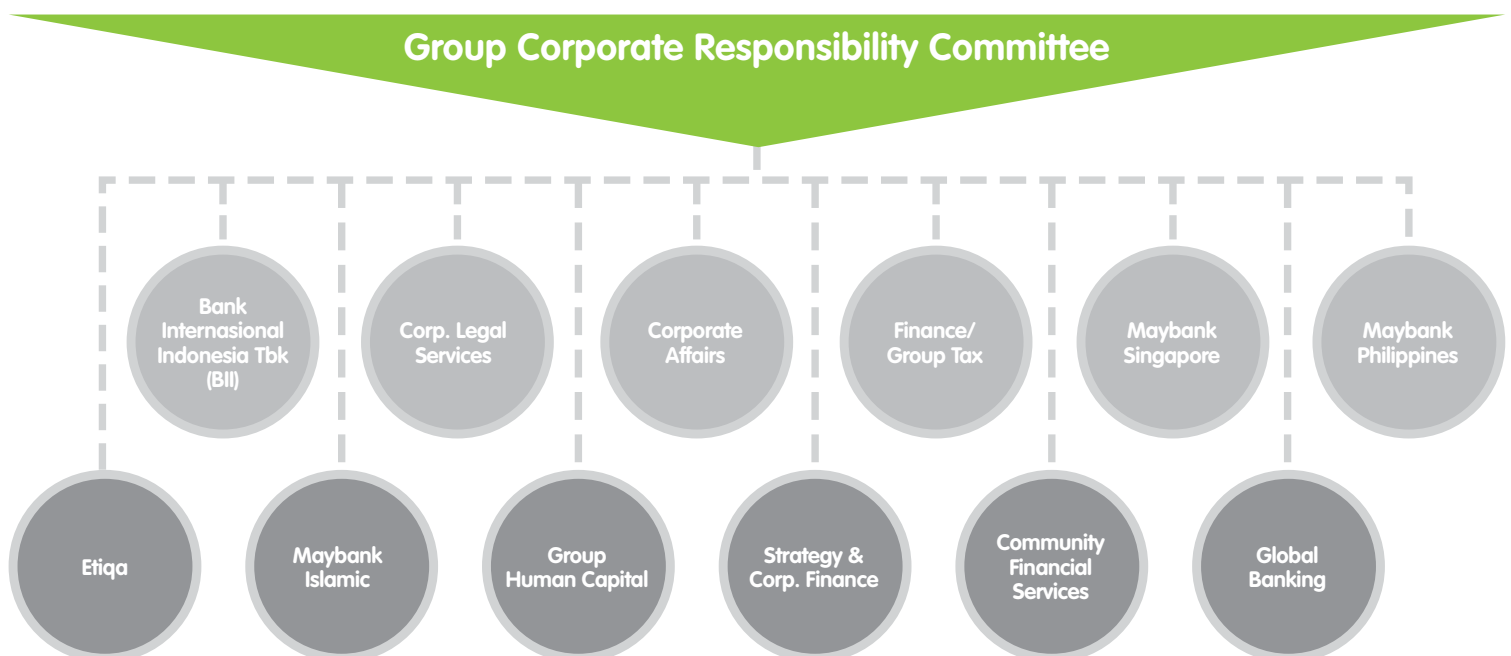 Group Corporate Responsibility Committee
Bank
Internasional
Indonesia Tbk
(BII)
Corp. Legal
Services
Corporate
Affairs
Finance/
Group Tax
Maybank
Singapore
Maybank
Philippines
Etiqa
Maybank
Islamic
Group
Human Capital
Strategy &
Corp. Finance
Community
Financial
Services
Global
Banking